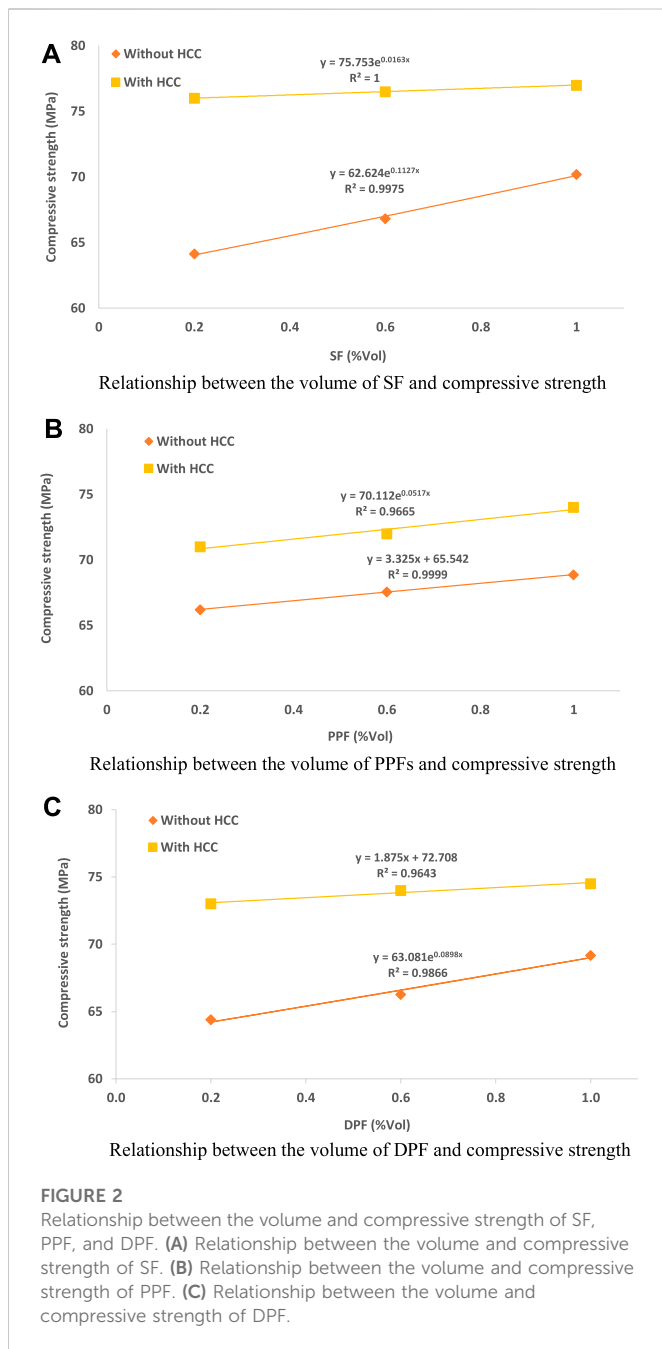 A
80
Without HCC
With HCC
y = 75.753e^0.0163x
R² = 1
75
y = 62.624e^0.1127x
R² = 0.9975
70
65
60
Compressive strength (MPa)
0
0.2
0.4
0.6
0.8
1
SF (%Vol)
Relationship between the volume of SF and compressive strength
B
80
Without HCC
With HCC
75
y = 70.112e^0.0517x
R² = 0.9665
70
y = 3.325x + 65.542
R² = 0.9999
65
60
Compressive strength (MPa)
0
0.2
0.4
0.6
0.8
1
PPF (%Vol)
Relationship between the volume of PPFs and compressive strength
C
80
Without HCC
With HCC
75
y = 1.875x + 72.708
R² = 0.9643
70
y = 63.081e^0.0898x
R² = 0.9866
65
60
Compressive strength (MPa)
0.0
0.2
0.4
0.6
0.8
1.0
DPF (%Vol)
Relationship between the volume of DPF and compressive strength
FIGURE 2
Relationship between the volume and compressive strength of SF,
PPF, and DPF. (A) Relationship between the volume and compressive
strength of SF. (B) Relationship between the volume and compressive
strength of PPF. (C) Relationship between the volume and
compressive strength of DPF.